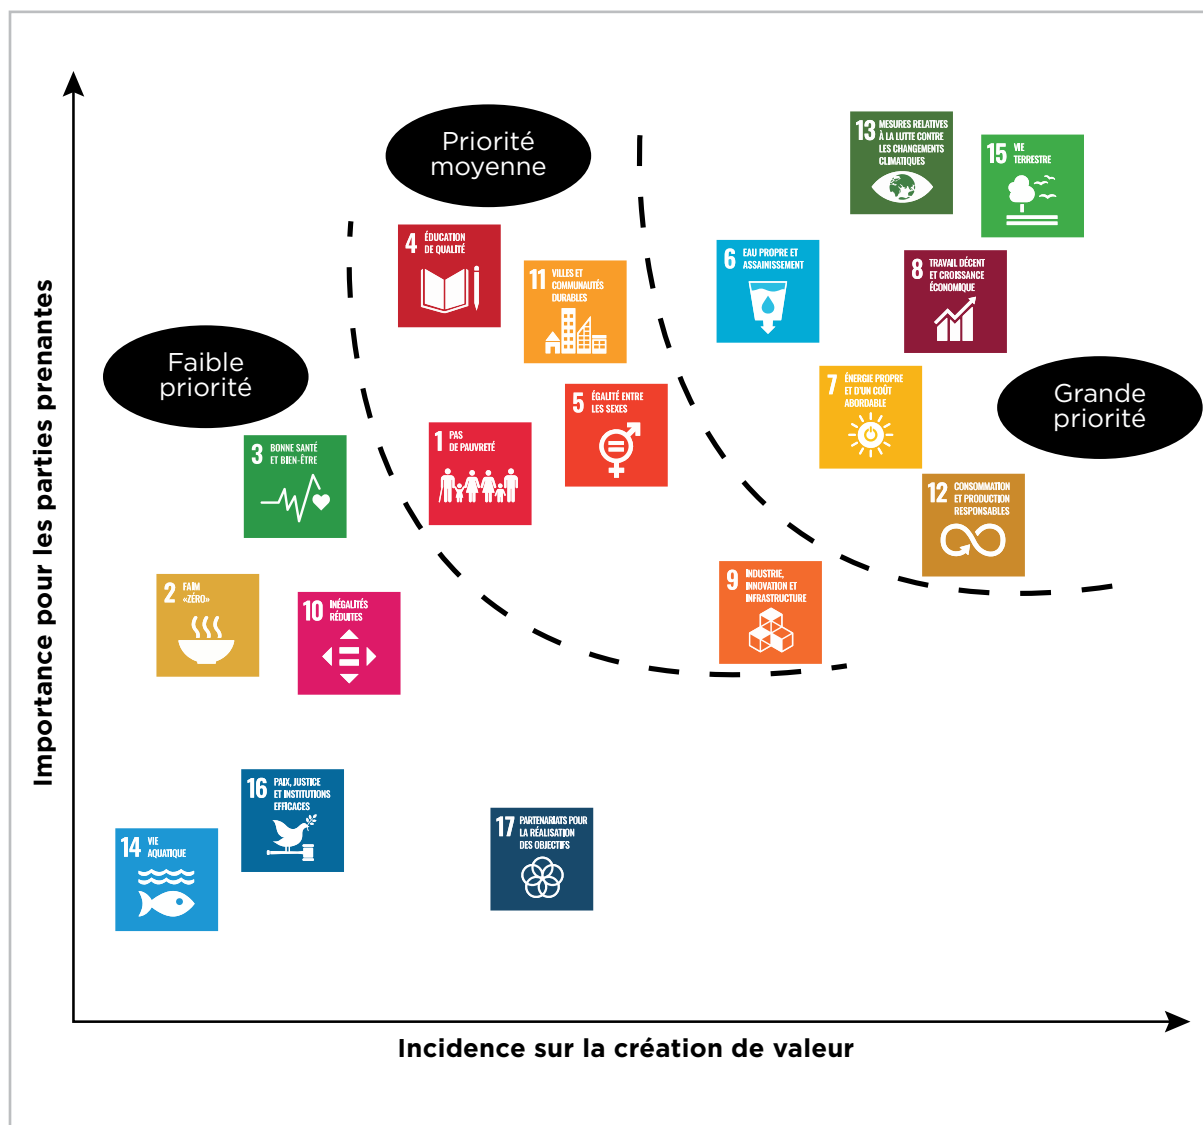 Priorité
moyenne
13 MESURES RELATIVES
À LA LUTTE CONTRE
LES CHANGEMENTS
CLIMATIQUES
15 VIE
TERRESTRE
4 ÉDUCATION
DE QUALITÉ
11 VILLES ET
COMMUNAUTÉS
DURABLES
6 EAU PROPRE ET
ASSAINISSEMENT
8 TRAVAIL DÉCENT
ET CROISSANCE
ÉCONOMIQUE
Faible
priorité
Grande
priorité
7 ÉNERGIE PROPRE
ET D'UN COÛT
ABORDABLE
5 ÉGALITÉ ENTRE
LES SEXES
1 PAS
DE PAUVRETÉ
3 BONNE SANTÉ
ET BIEN-ÊTRE
12 CONSOMMATION
ET PRODUCTION
RESPONSABLES
9 INDUSTRIE,
INNOVATION ET
INFRASTRUCTURE
2 FAIM
«ZÉRO»
10 INÉGALITÉS
RÉDUITES
16 PAIX, JUSTICE
ET INSTITUTIONS
EFFICACES
17 PARTENARIATS POUR
LA RÉALISATION
DES OBJECTIFS
14 VIE
AQUATIQUE
Importance pour les parties prenantes
Incidence sur la création de valeur